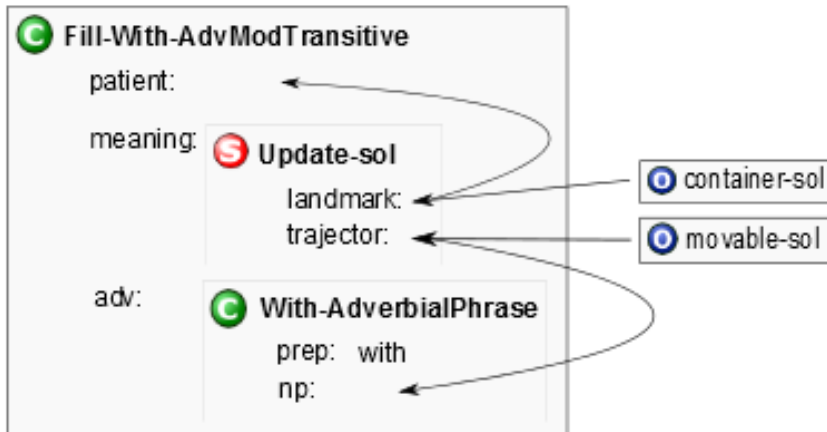 C Fill-With-AdvModTransitive
patient:
meaning:
S Update-sol
landmark:
trajector:
O container-sol
O movable-sol
adv:
C With-AdverbialPhrase
prep: with
np: